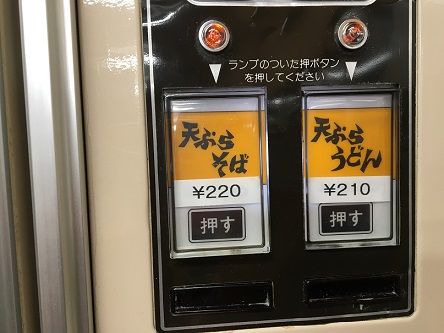 ランプのついた押ボタン
を押してください
天ぷら
そば
¥220
押す
天ぷら
うどん
¥210
押す